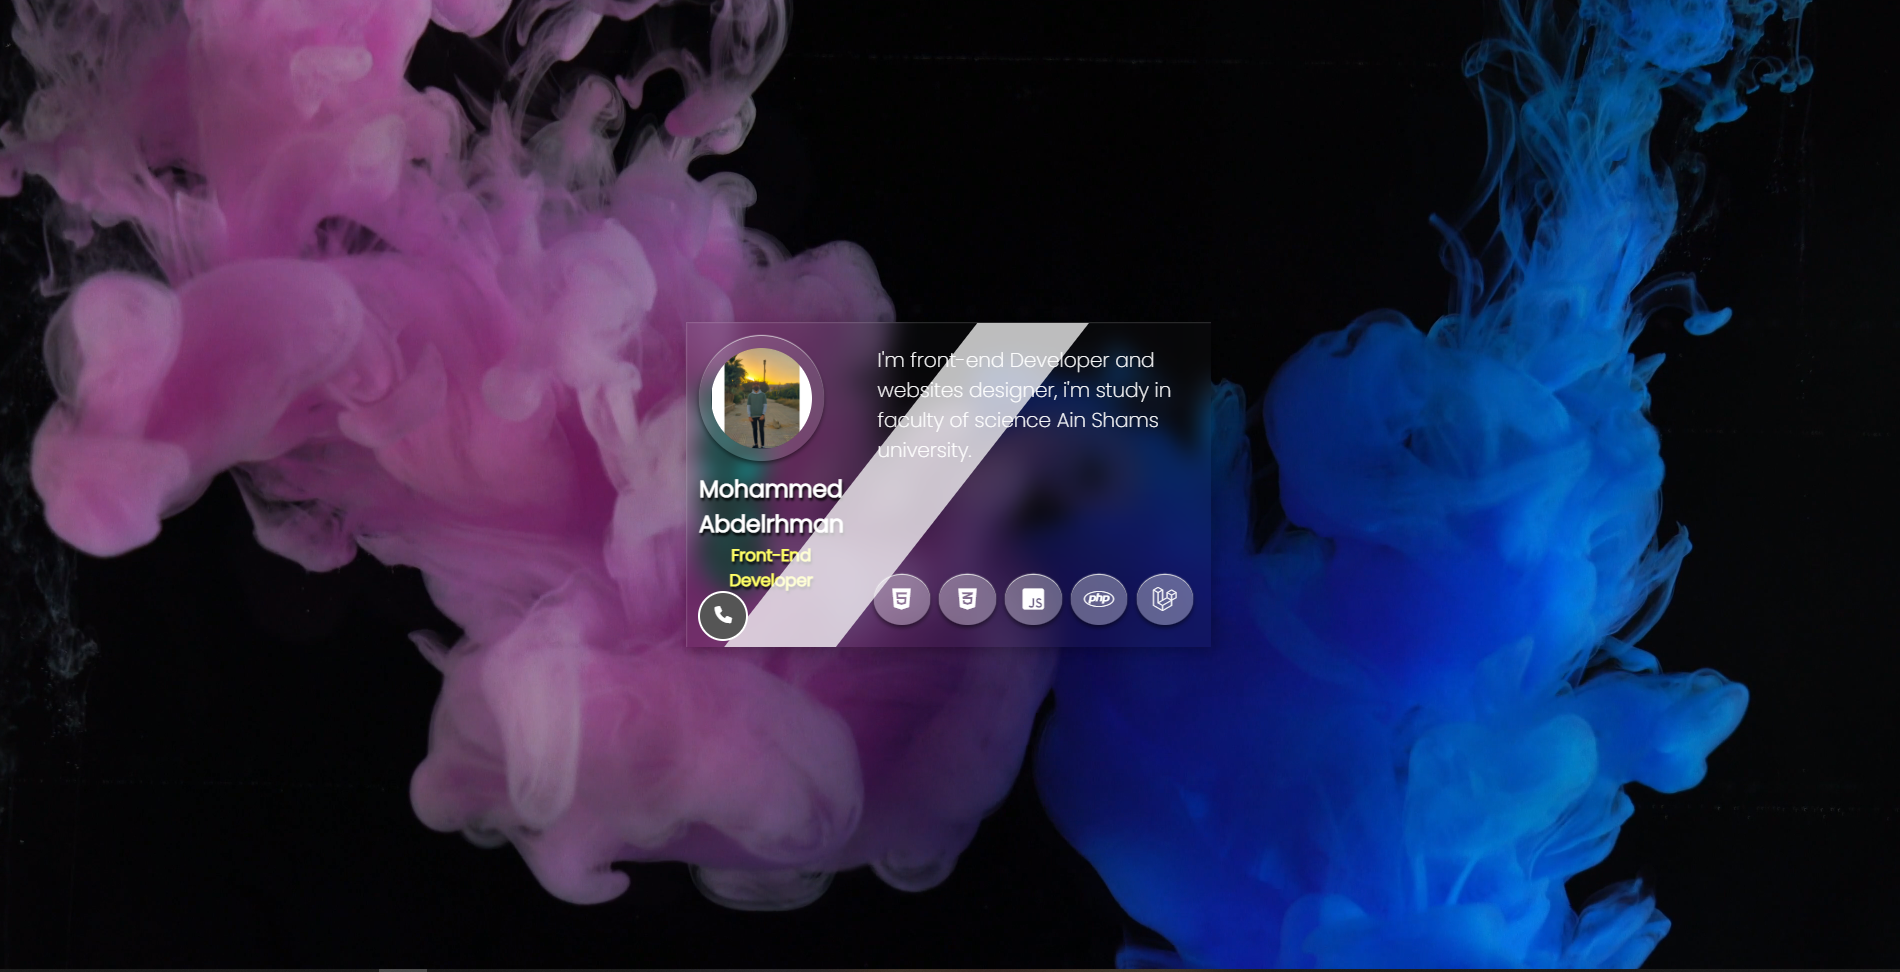 I'm front-end Developer and
websites designer, i'm study in
faculty of science Ain Shams
university.
Mohammed
Abdelrhman
Front-End
Developer
5
3
JS
php